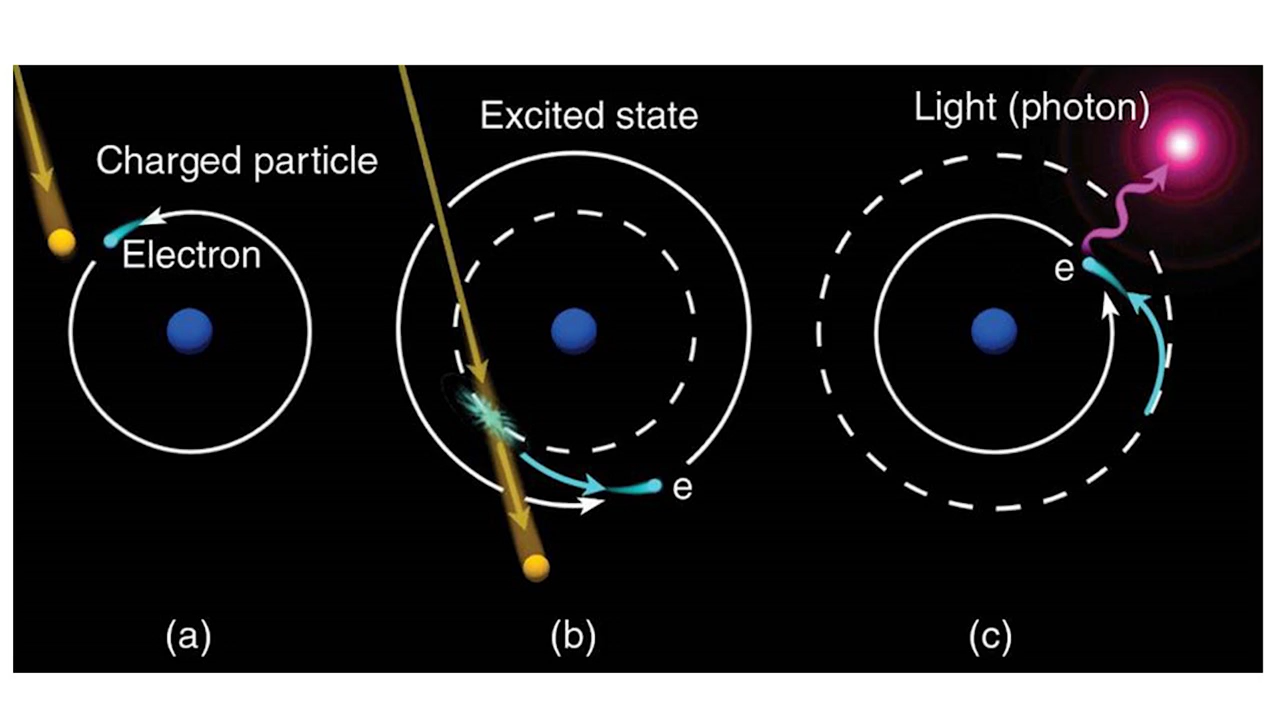 Charged particle
Electron
(a)
Excited state
e
(b)
Light (photon)
e
(c)